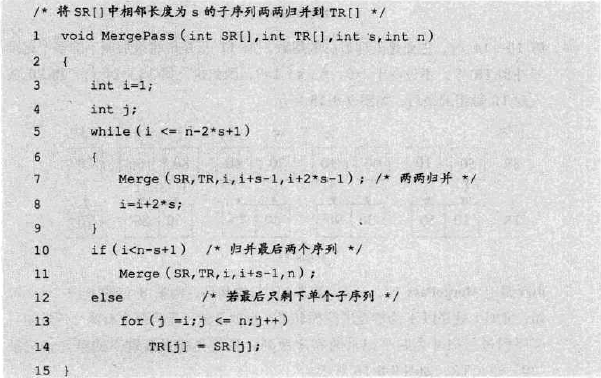 /* 将 SR[]中相邻长度为 s 的子序列两两归并到 TR[] */
1 void MergePass(int SR[],int TR[],int s,int n)
2 {
3 int i=1;
4 int j;
5 while(i <= n-2*s+1)
6 {
7 Merge(SR,TR,i,i+s-1,i+2*s-1); /* 两两归并 */
8 i=i+2*s;
9 }
10 if(i<n-s+1) /* 归并最后两个序列 */
11 Merge(SR,TR,i,i+s-1,n);
12 else /* 若最后只剩下单个子序列 */
13 for(j =i;j <= n;j++)
14 TR[j] = SR[j];
15 }